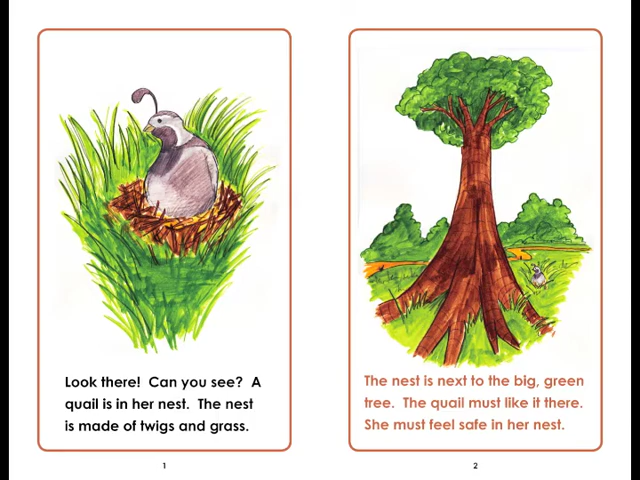 Look there!  Can you see?  A
quail is in her nest.  The nest
is made of twigs and grass.
1
The nest is next to the big, green
tree.  The quail must like it there.
She must feel safe in her nest.
2